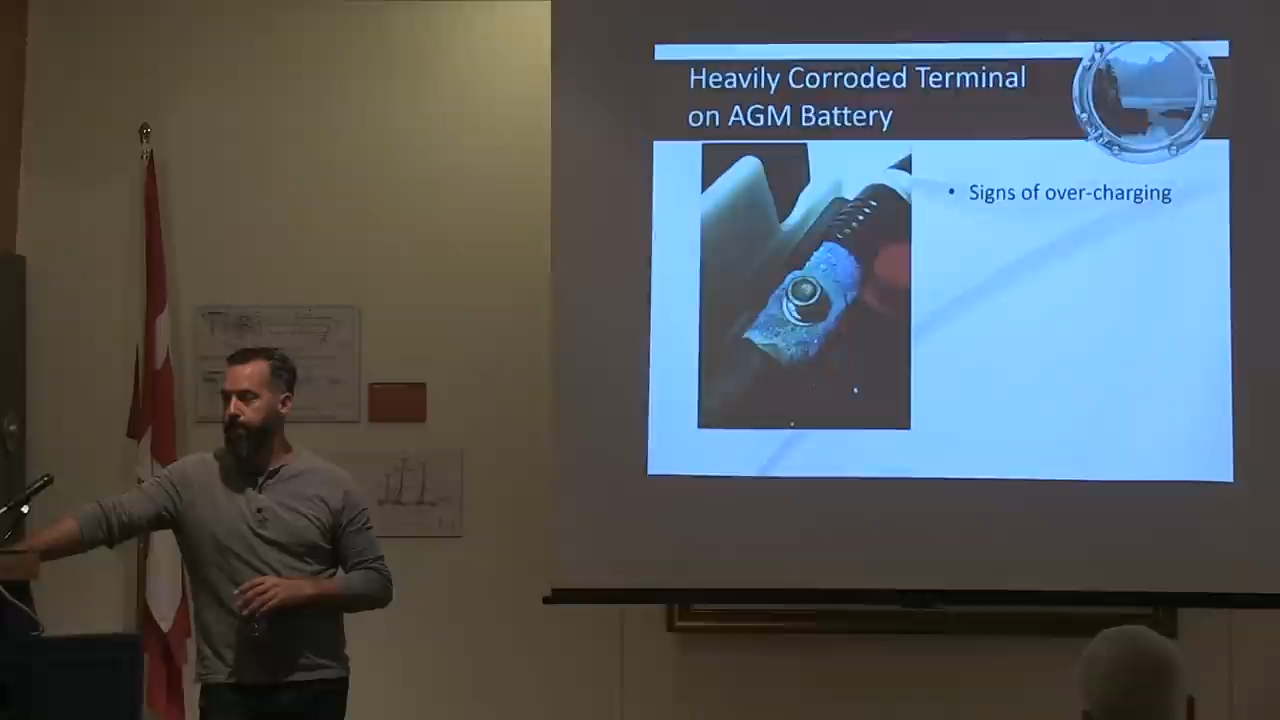 Heavily Corroded Terminal
on AGM Battery
• Signs of over-charging